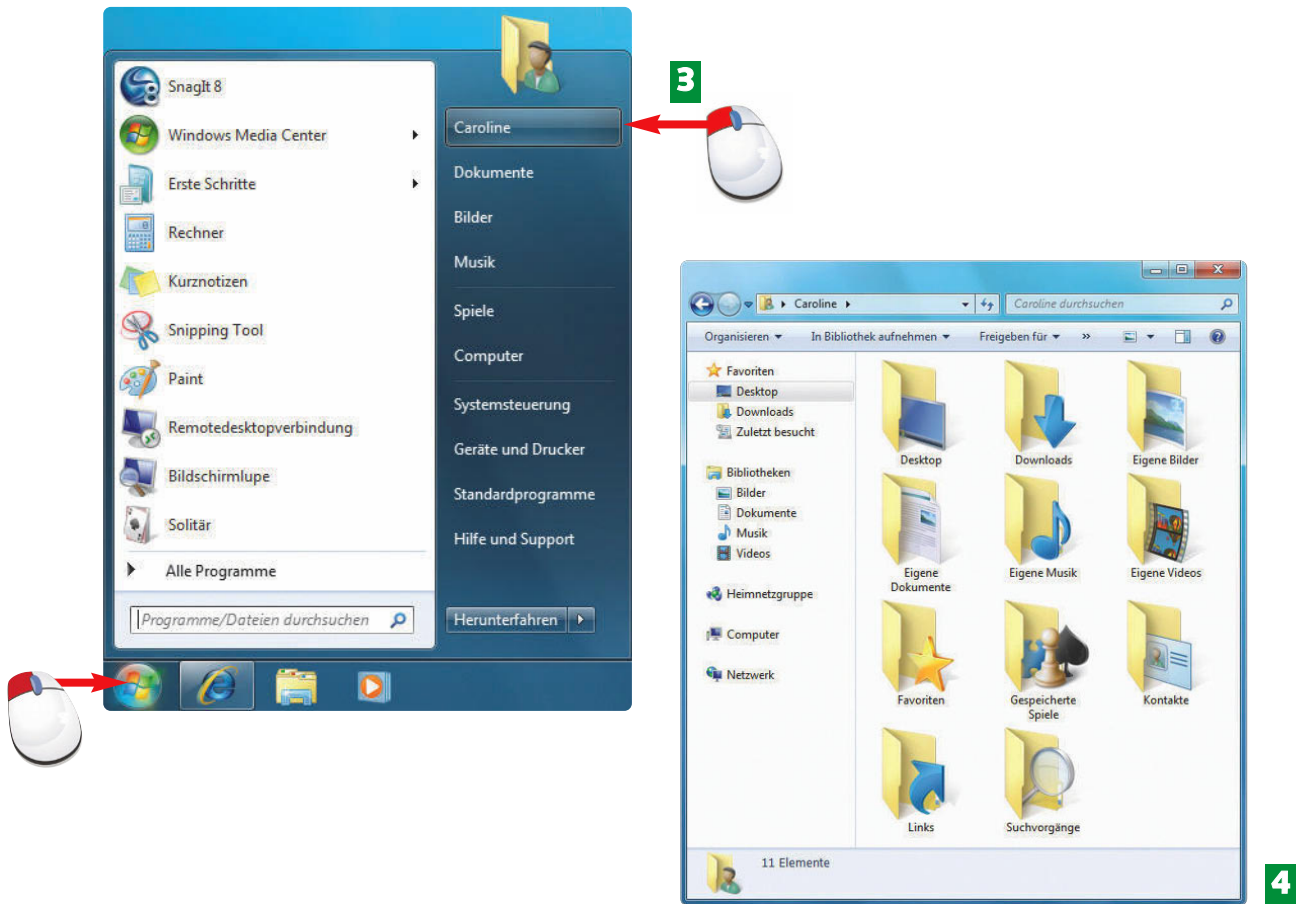 SnagIt 8
Windows Media Center
Erste Schritte
Rechner
Kurznotizen
Snipping Tool
Paint
Remotedesktopverbindung
Bildschirmlupe
Solitär
Alle Programme
Programme/Dateien durchsuchen
Caroline
Dokumente
Bilder
Musik
Spiele
Computer
Systemsteuerung
Geräte und Drucker
Standardprogramme
Hilfe und Support
Herunterfahren
3
Caroline
Caroline durchsuchen
Organisieren In Bibliothek aufnehmen Freigeben für »
Favoriten
Desktop
Downloads
Zuletzt besucht
Bibliotheken
Bilder
Dokumente
Musik
Videos
Heimnetzgruppe
Computer
Netzwerk
Desktop Downloads Eigene Bilder
Eigene Dokumente Eigene Musik Eigene Videos
Favoriten Gespeicherte Spiele Kontakte
Links Suchvorgänge
11 Elemente
4